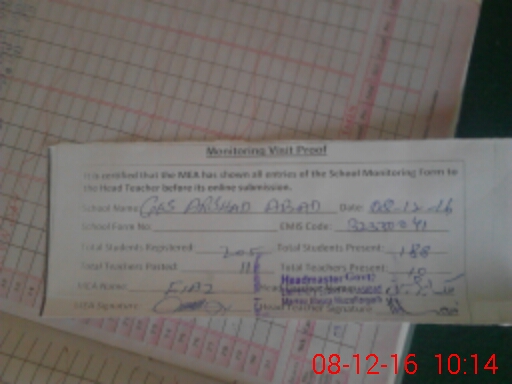 Monitoring Visit Proof
It is certified that the MEA has shown all entries of the School Monitoring Form to
the Head Teacher before its online submission.
School Name: GES ARSHAD ABAD Date: 08-12-16
School Form No. EMIS Code:
Total Students Registered: 205 Total Students Present: 188
Total Teachers Posted: 11 Total Teachers Present: 10
MEA Name: EIAZ Head
MEA Signature: Head Teacher Signature
Headmaster
08-12-16 10:14